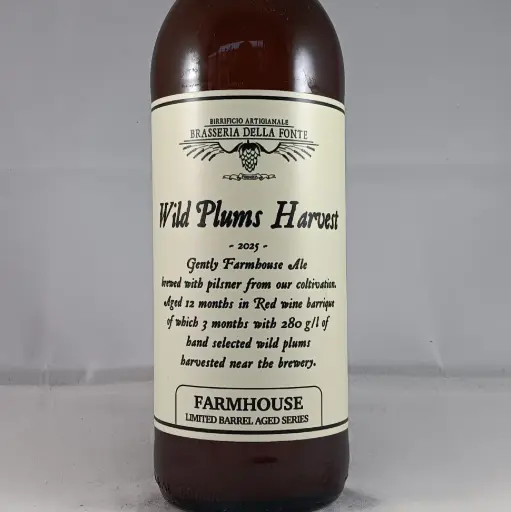 BIRRIFICIO ARTIGIANALE
BRASSERIA DELLA FONTE
Wild Plums Harvest
- 2025 -
Gently Farmhouse Ale
brewed with pilsner from our coltivation.
Aged 12 months in Red wine barrique
of which 3 months with 280 g/l of
hand selected wild plums
harvested near the brewery.
FARMHOUSE
LIMITED BARREL AGED SERIES